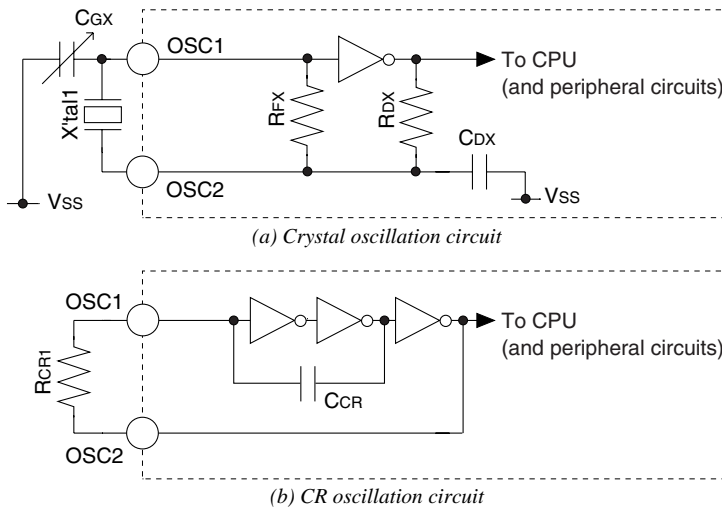 CGX
OSC1
X'tal1
RFX
RDX
To CPU
(and peripheral circuits)
CDX
OSC2
VSS
VSS
(a) Crystal oscillation circuit
OSC1
To CPU
(and peripheral circuits)
RCR1
CCR
OSC2
(b) CR oscillation circuit